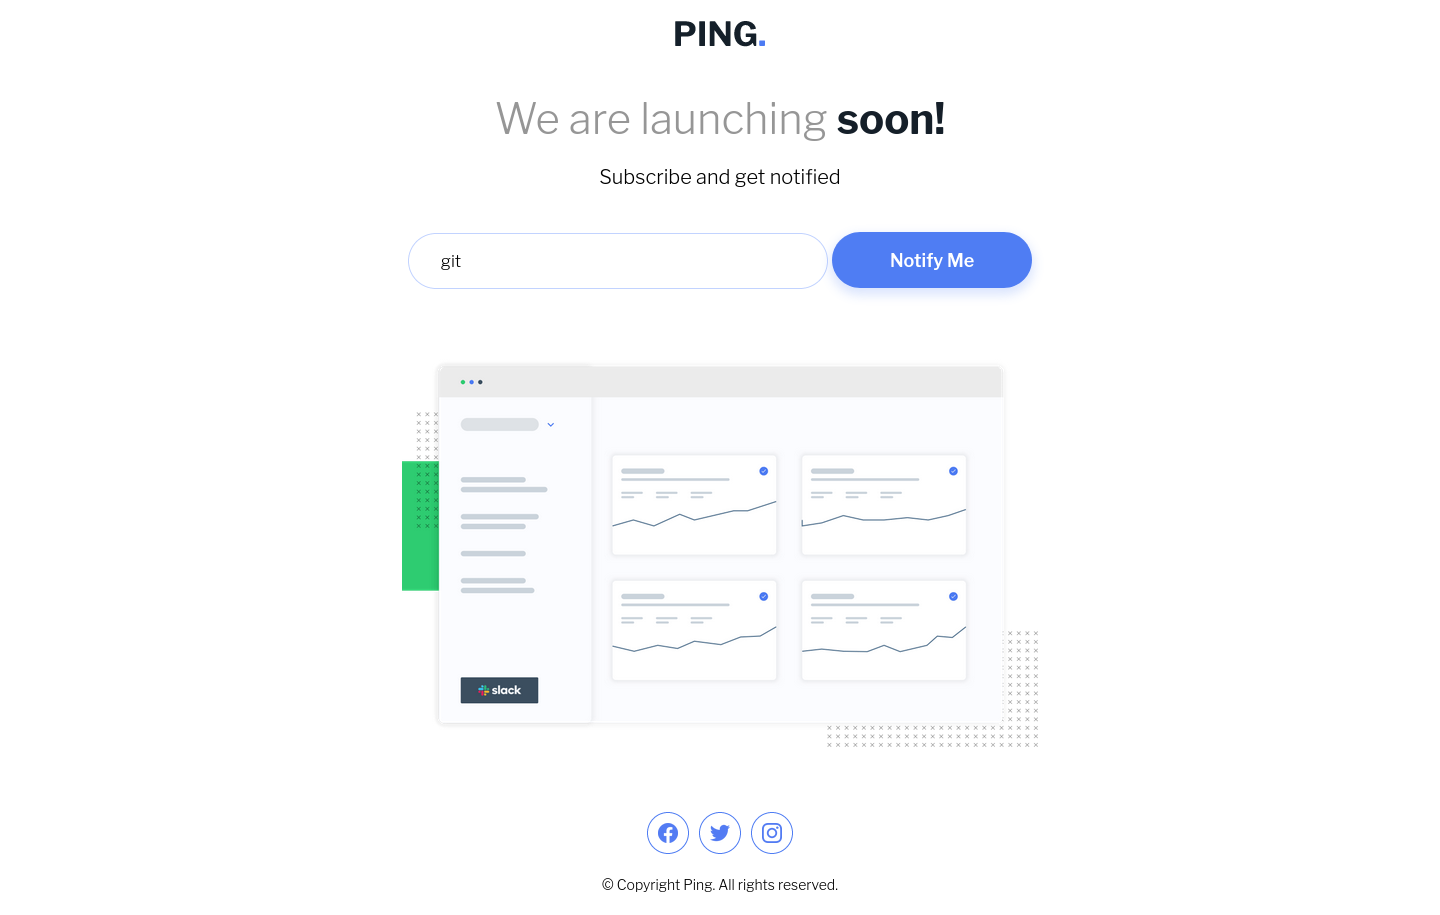 PING.
We are launching soon!
Subscribe and get notified
git
Notify Me
slack
© Copyright Ping. All rights reserved.